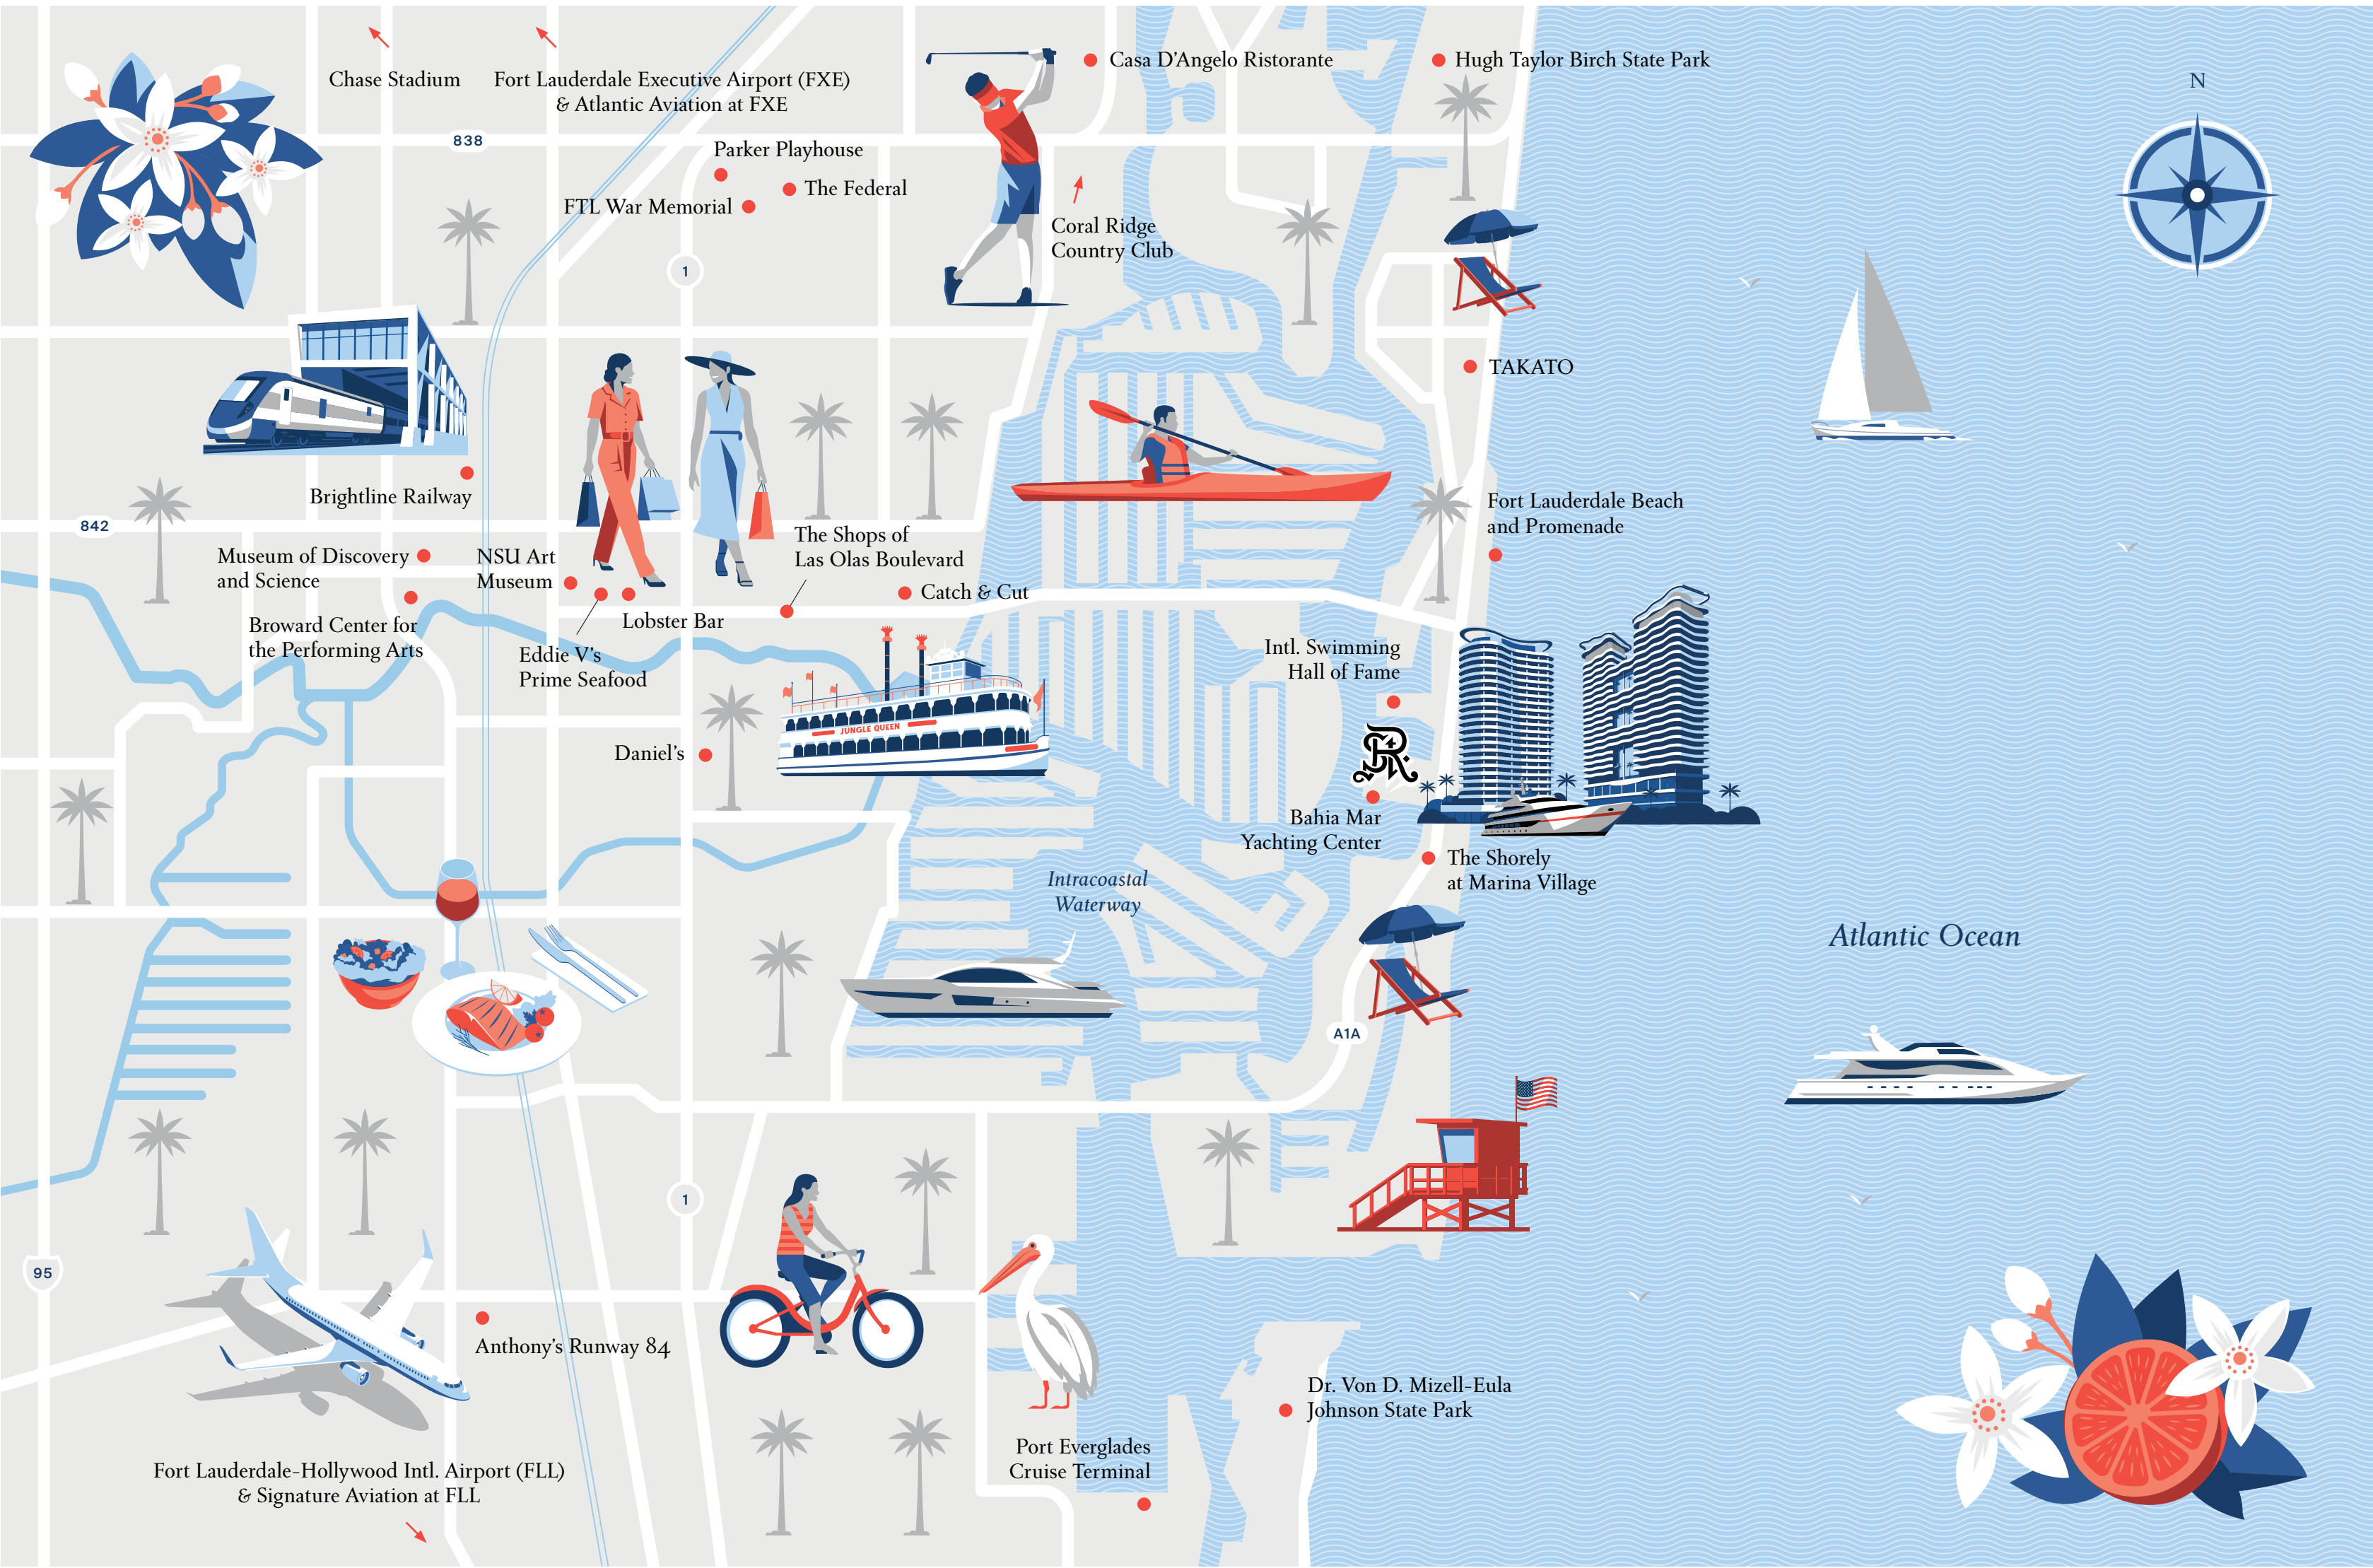 Chase Stadium
Fort Lauderdale Executive Airport (FXE)
& Atlantic Aviation at FXE
Casa D'Angelo Ristorante
Hugh Taylor Birch State Park
N
838
Parker Playhouse
The Federal
FTL War Memorial
Coral Ridge
Country Club
1
TAKATO
Brightline Railway
842
Fort Lauderdale Beach
and Promenade
Museum of Discovery
and Science
NSU Art
Museum
The Shops of
Las Olas Boulevard
Catch & Cut
Broward Center for
the Performing Arts
Lobster Bar
Eddie V's
Prime Seafood
Intl. Swimming
Hall of Fame
JUNGLE QUEEN
Daniel's
Bahia Mar
Yachting Center
The Shorely
at Marina Village
Intracoastal
Waterway
Atlantic Ocean
A1A
1
95
Anthony's Runway 84
Dr. Von D. Mizell-Eula
Johnson State Park
Port Everglades
Cruise Terminal
Fort Lauderdale-Hollywood Intl. Airport (FLL)
& Signature Aviation at FLL